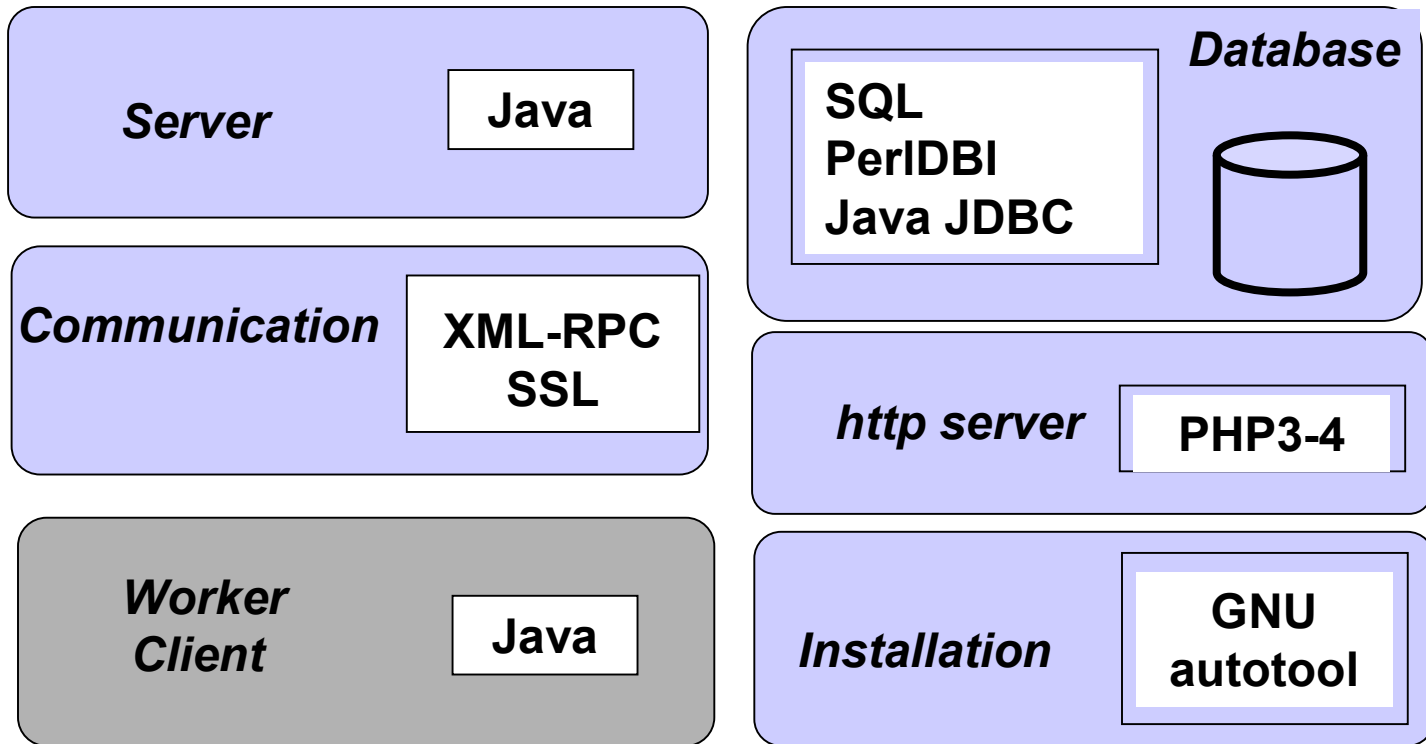 Server
Java
Communication
XML-RPC
SSL
Worker
Client
Java
Database
SQL
PerlDBI
Java JDBC
http server
PHP3-4
Installation
GNU
autotool